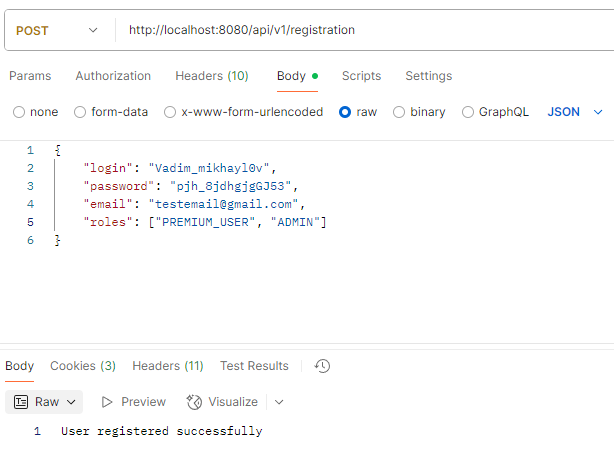 POST http://localhost:8080/api/v1/registration
Params Authorization Headers (10) Body Scripts Settings
none form-data x-www-form-urlencoded raw binary GraphQL JSON
1 {
2 "login": "Vadim_mikhayl0v",
3 "password": "pjh_8jdhgjgGJ53",
4 "email": "testemail@gmail.com",
5 "roles": ["PREMIUM_USER", "ADMIN"]
6 }
Body Cookies (3) Headers (11) Test Results
Raw Preview Visualize
1 User registered successfully